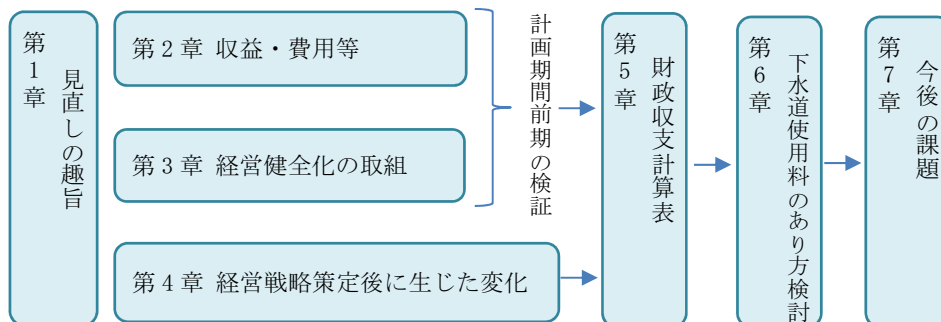 第1章
見直しの趣旨
第2章 収益・費用等
第3章 経営健全化の取組
計画期間前期の検証
第4章 経営戦略策定後に生じた変化
第5章
財政収支計算表
第6章
下水道使用料のあり方検討
第7章
今後の課題